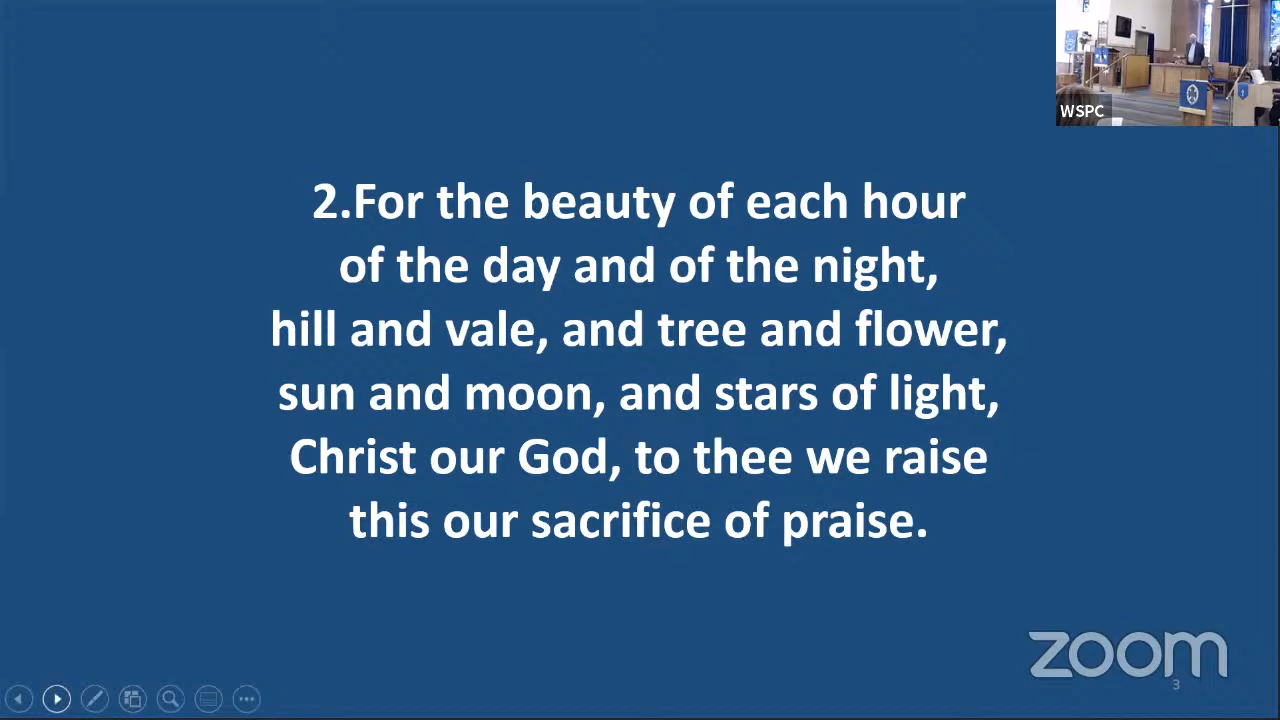 WSPC
2.For the beauty of each hour
of the day and of the night,
hill and vale, and tree and flower,
sun and moon, and stars of light,
Christ our God, to thee we raise
this our sacrifice of praise.
zoom
3